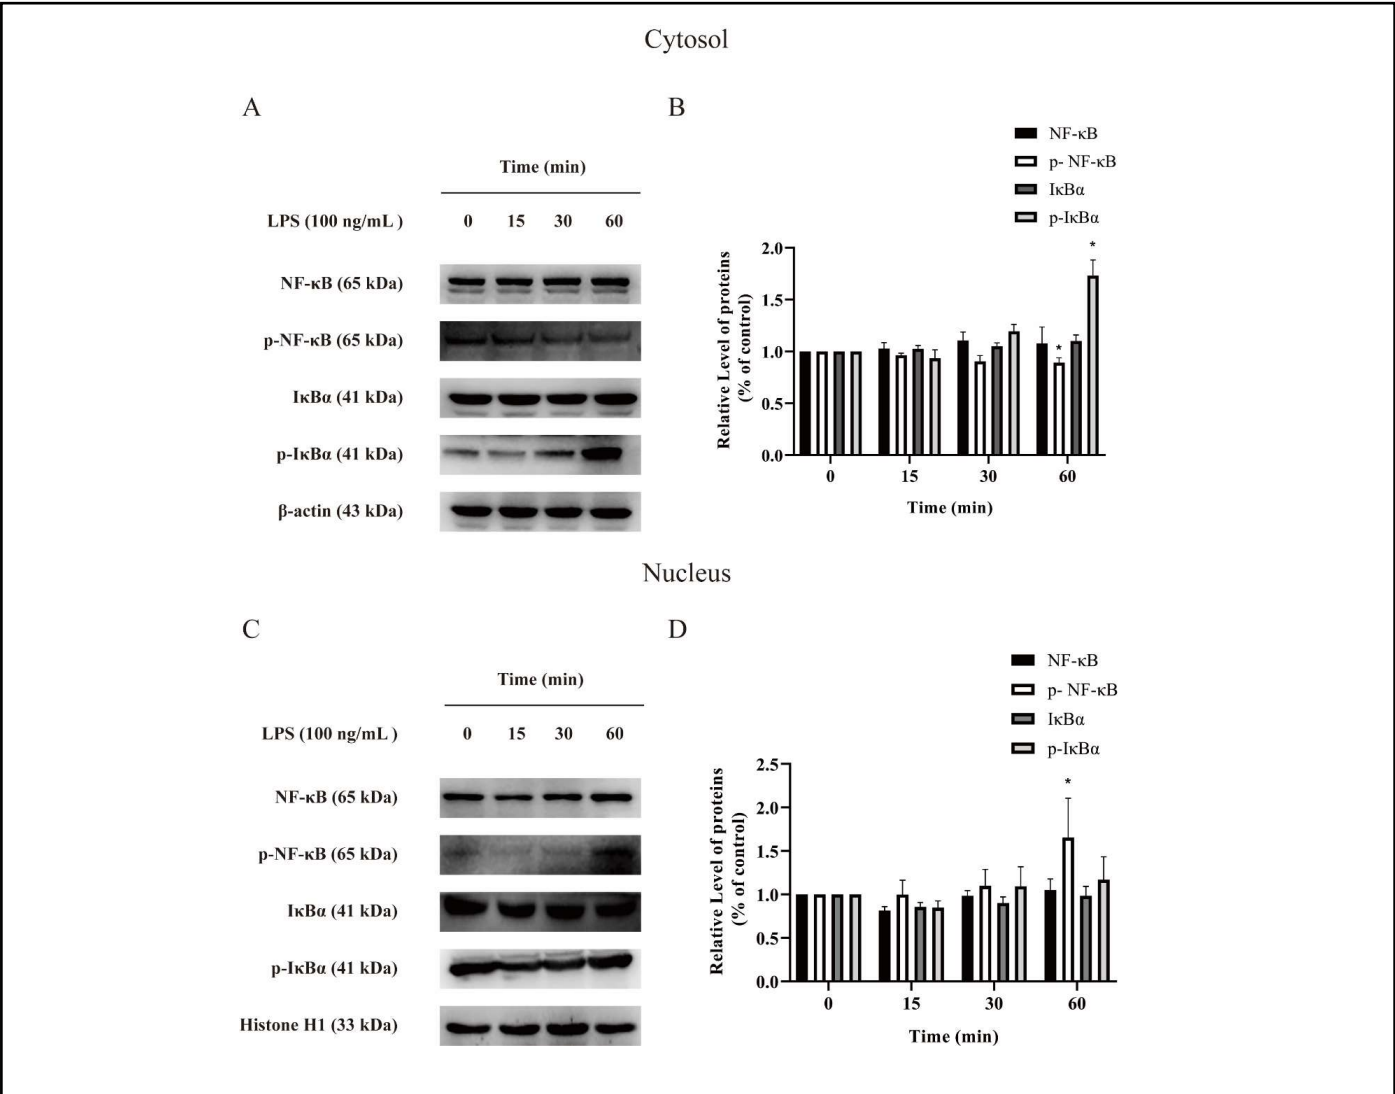 Cytosol
A
Time (min)
LPS (100 ng/mL ) 0 15 30 60
NF-κB (65 kDa)
p-NF-κB (65 kDa)
IκBα (41 kDa)
p-IκBα (41 kDa)
β-actin (43 kDa)
B
NF-κB
p- NF-κB
IκBα
p-IκBα
Relative Level of proteins
(% of control)
2.0
1.5
1.0
0.5
0.0
* *
0 15 30 60
Time (min)
Nucleus
C
Time (min)
LPS (100 ng/mL ) 0 15 30 60
NF-κB (65 kDa)
p-NF-κB (65 kDa)
IκBα (41 kDa)
p-IκBα (41 kDa)
Histone H1 (33 kDa)
D
NF-κB
p- NF-κB
IκBα
p-IκBα
Relative Level of proteins
(% of control)
2.5
2.0
1.5
1.0
0.5
0.0
*
0 15 30 60
Time (min)